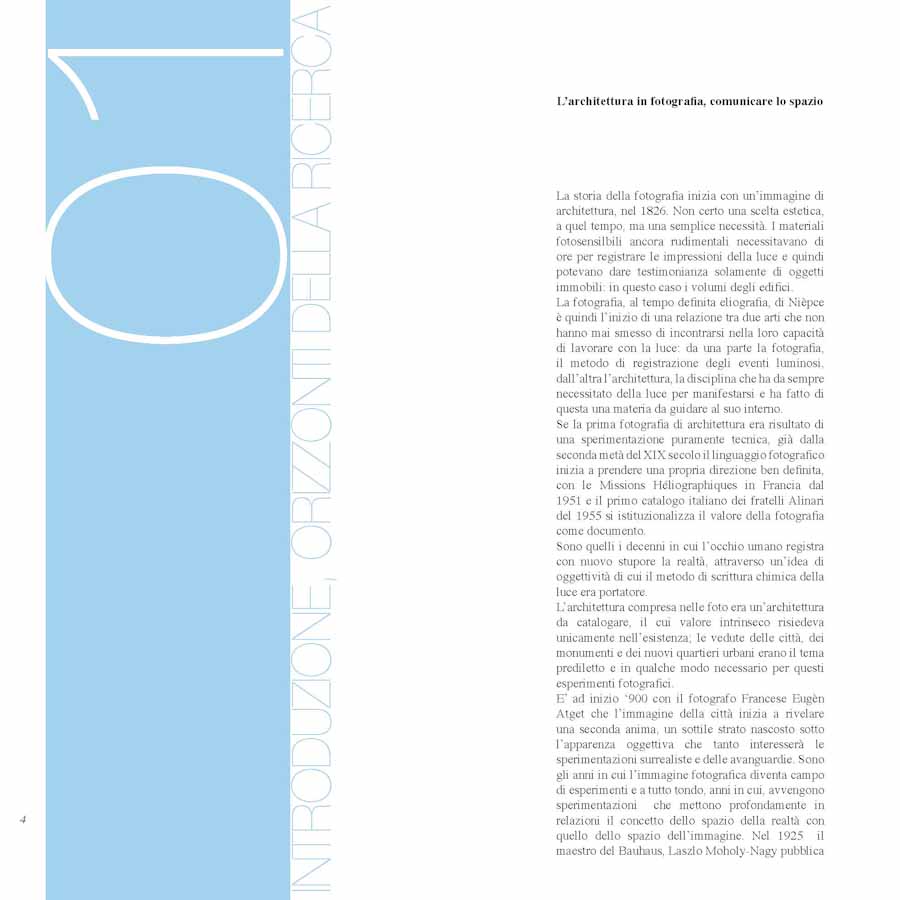 01
INTRODUZIONE, ORIZZONTI DELLA RICERCA
L’architettura in fotografia, comunicare lo spazio
La storia della fotografia inizia con un’immagine di
architettura, nel 1826. Non certo una scelta estetica,
a quel tempo, ma una semplice necessità. I materiali
fotosensilbili ancora rudimentali necessitavano di
ore per registrare le impressioni della luce e quindi
potevano dare testimonianza solamente di oggetti
immobili: in questo caso i volumi degli edifici.
La fotografia, al tempo definita eliografia, di Nièpce
è quindi l’inizio di una relazione tra due arti che non
hanno mai smesso di incontrarsi nella loro capacità
di lavorare con la luce: da una parte la fotografia,
il metodo di registrazione degli eventi luminosi,
dall’altra l’architettura, la disciplina che ha da sempre
necessitato della luce per manifestarsi e ha fatto di
questa una materia da guidare al suo interno.
Se la prima fotografia di architettura era risultato di
una sperimentazione puramente tecnica, già dalla
seconda metà del XIX secolo il linguaggio fotografico
inizia a prendere una propria direzione ben definita,
con le Missions Héliographiques in Francia dal
1951 e il primo catalogo italiano dei fratelli Alinari
del 1955 si istituzionalizza il valore della fotografia
come documento.
Sono quelli i decenni in cui l’occhio umano registra
con nuovo stupore la realtà, attraverso un’idea di
oggettività di cui il metodo di scrittura chimica della
luce era portatore.
L’architettura compresa nelle foto era un’architettura
da catalogare, il cui valore intrinseco risiedeva
unicamente nell’esistenza; le vedute delle città, dei
monumenti e dei nuovi quartieri urbani erano il tema
prediletto e in qualche modo necessario per questi
esperimenti fotografici.
E’ ad inizio ‘900 con il fotografo Francese Eugèn
Atget che l’immagine della città inizia a rivelare
una seconda anima, un sottile strato nascosto sotto
l’apparenza oggettiva che tanto interesserà le
sperimentazioni surrealiste e delle avanguardie. Sono
gli anni in cui l’immagine fotografica diventa campo
di esperimenti e a tutto tondo, anni in cui, avvengono
sperimentazioni che mettono profondamente in
relazioni il concetto dello spazio della realtà con
quello dello spazio dell’immagine. Nel 1925 il
maestro del Bauhaus, Laszlo Moholy-Nagy pubblica
4